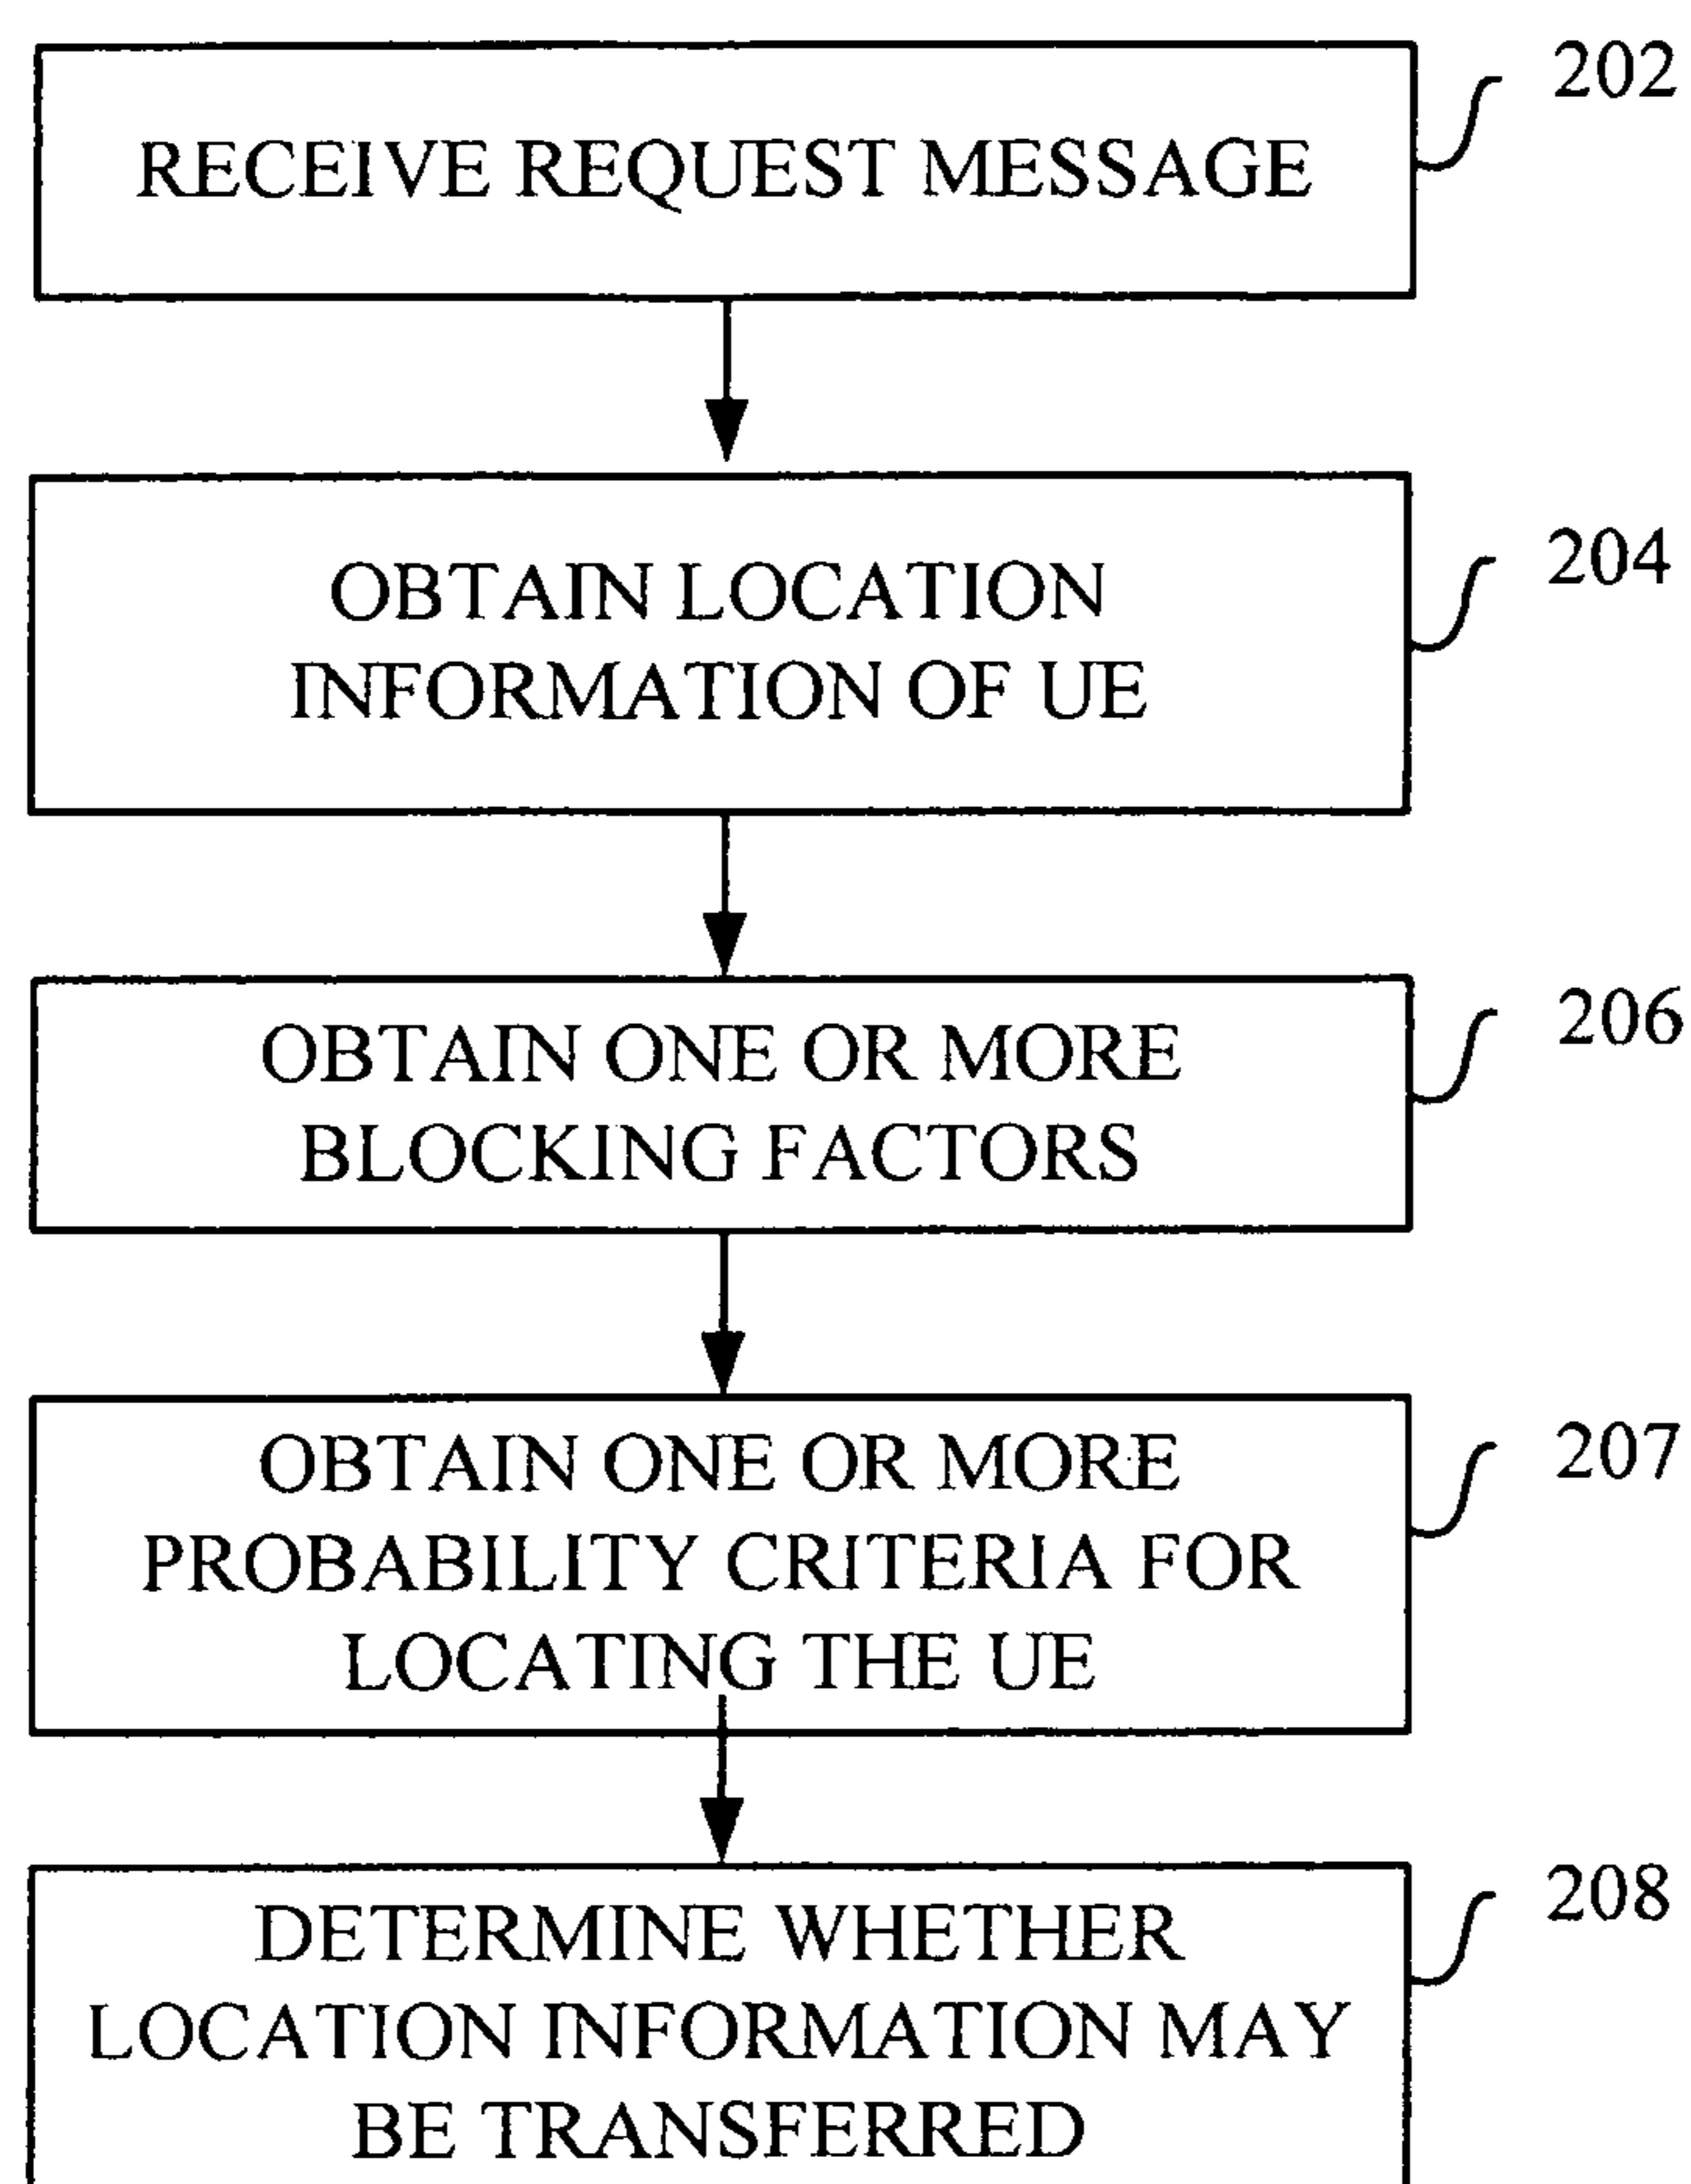 202
RECEIVE REQUEST MESSAGE
204
OBTAIN LOCATION
INFORMATION OF UE
206
OBTAIN ONE OR MORE
BLOCKING FACTORS
207
OBTAIN ONE OR MORE
PROBABILITY CRITERIA FOR
LOCATING THE UE
208
DETERMINE WHETHER
LOCATION INFORMATION MAY
BE TRANSFERRED